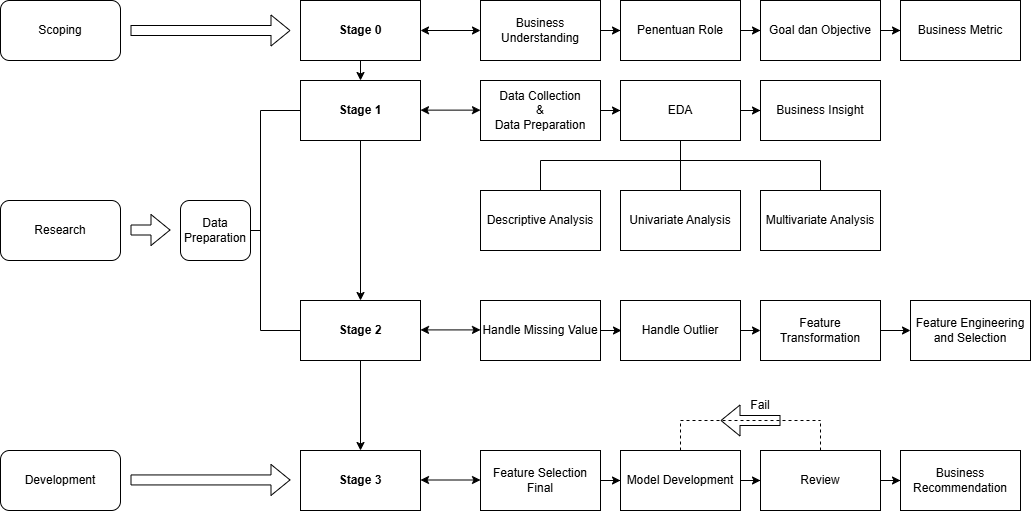 Scoping
Stage 0
Business
Understanding
Penentuan Role
Goal dan Objective
Business Metric
Stage 1
Data Collection
&
Data Preparation
EDA
Business Insight
Research
Data
Preparation
Descriptive Analysis
Univariate Analysis
Multivariate Analysis
Stage 2
Handle Missing Value
Handle Outlier
Feature
Transformation
Feature Engineering
and Selection
Fail
Development
Stage 3
Feature Selection
Final
Model Development
Review
Business
Recommendation